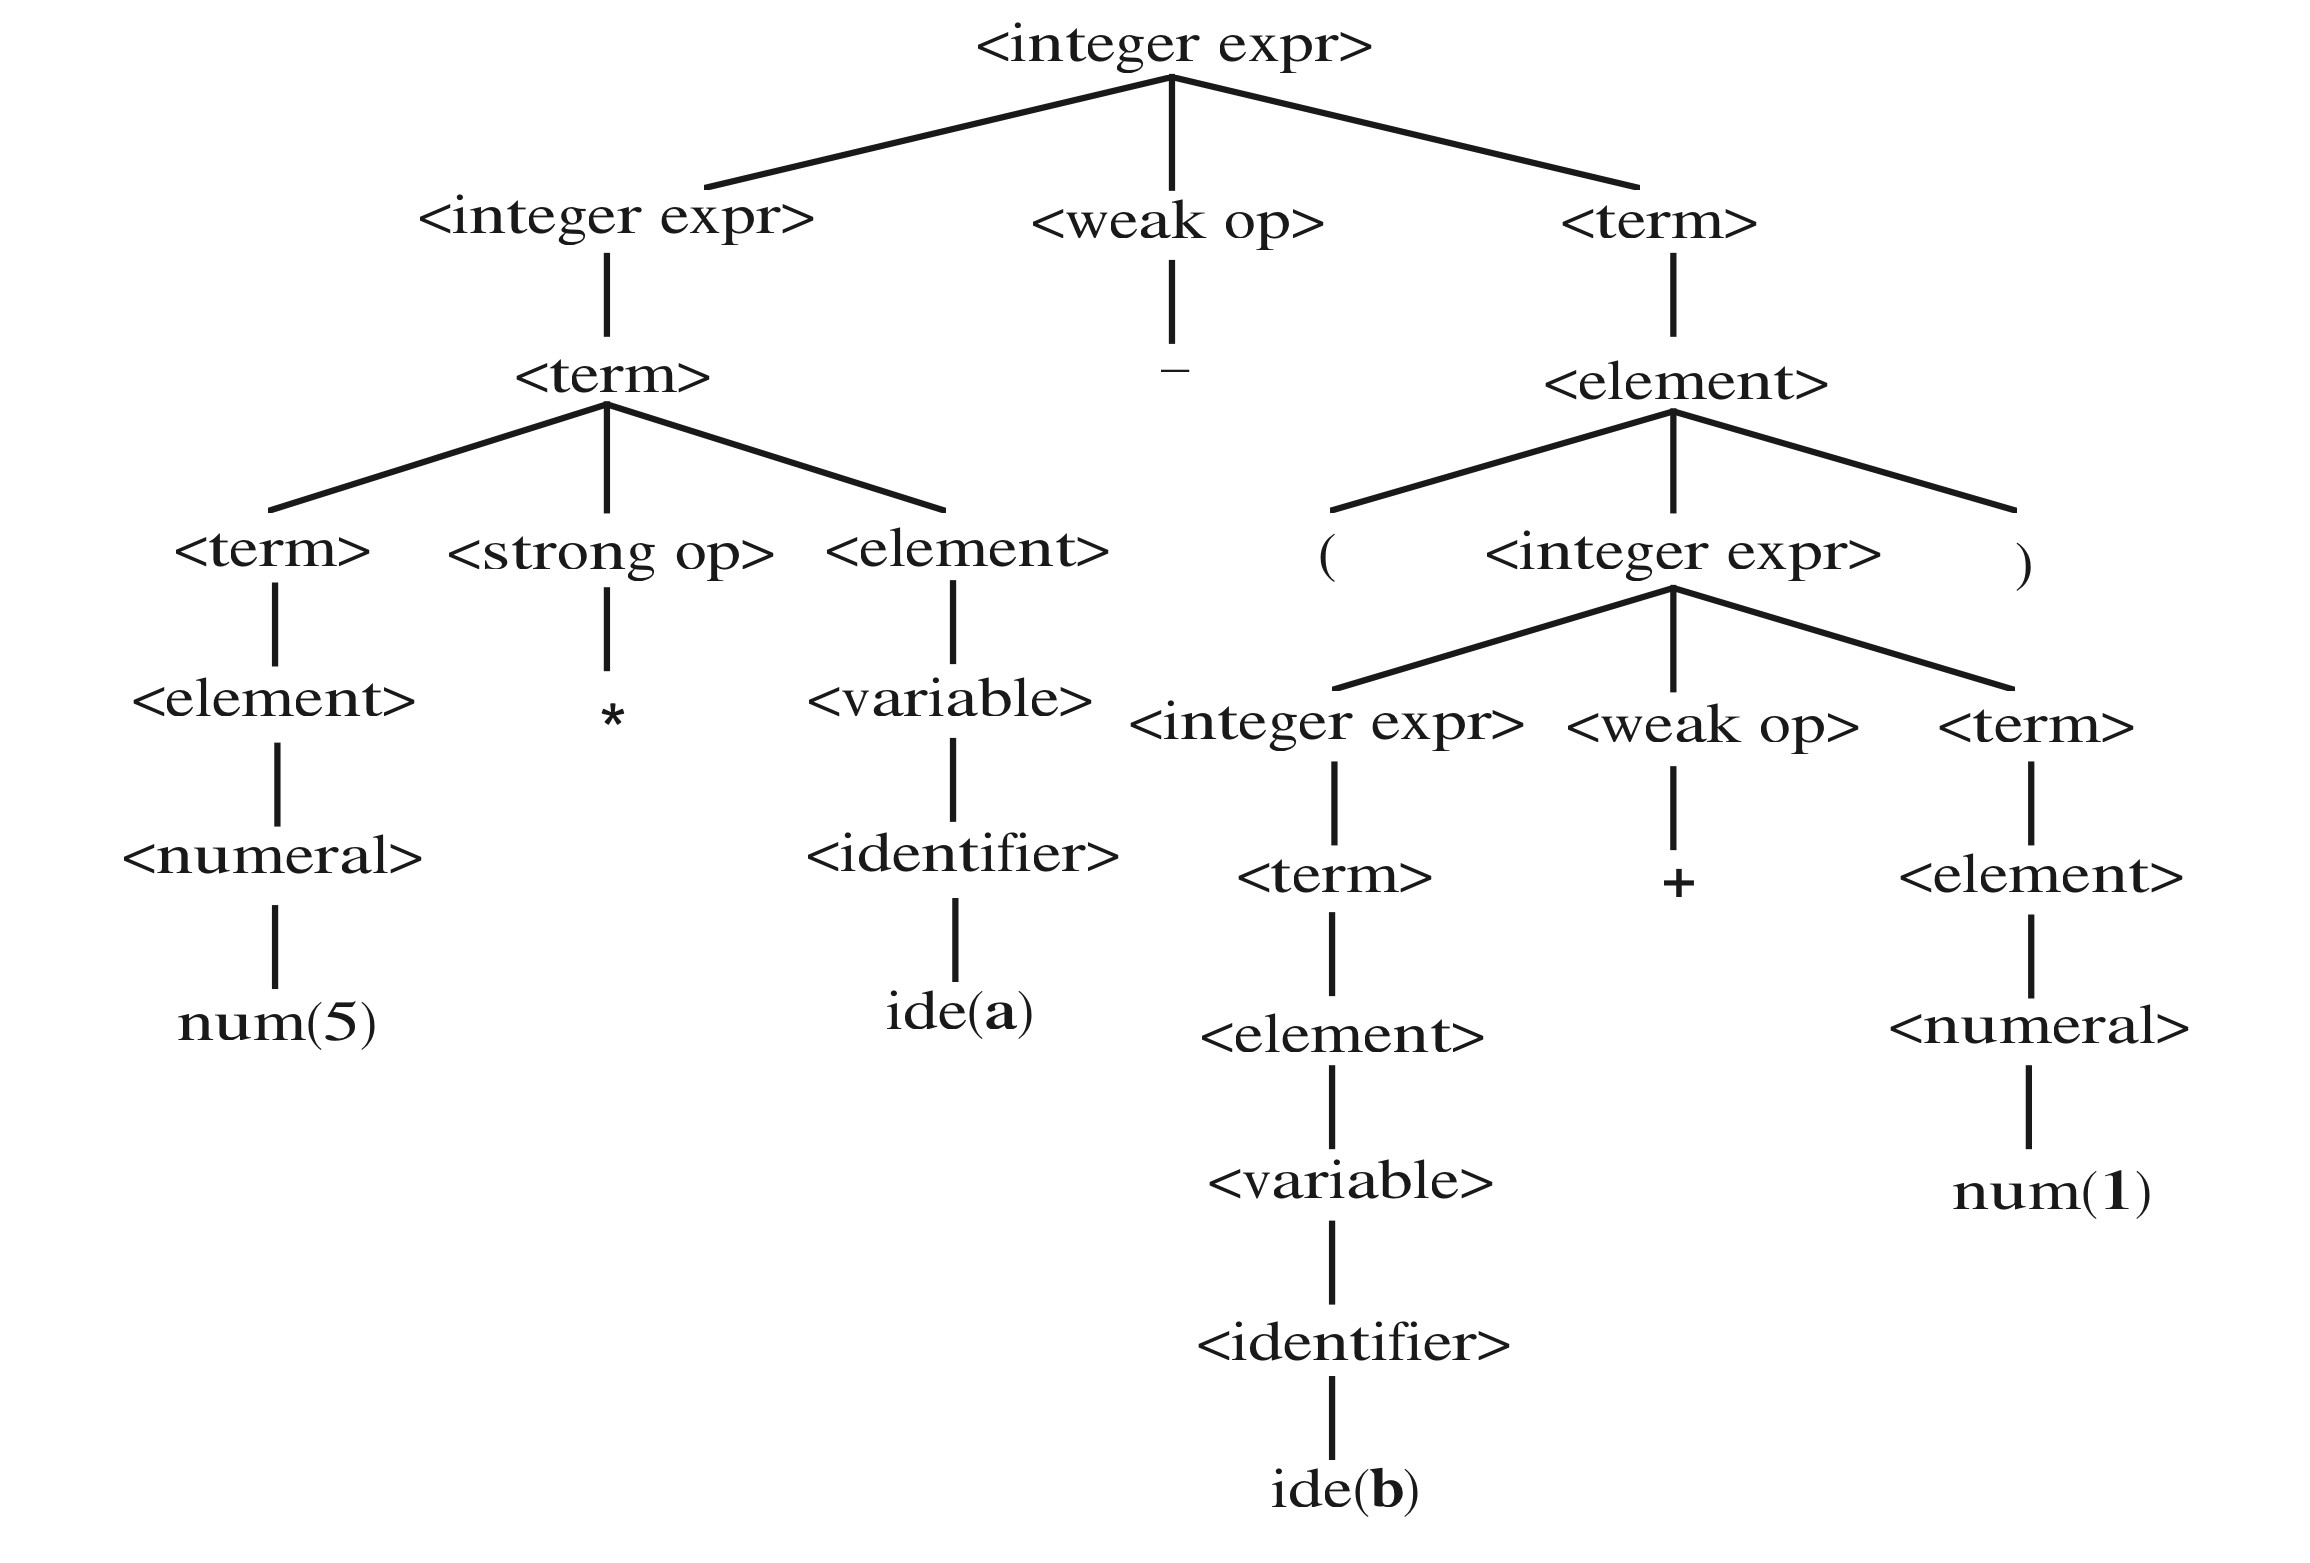 <integer expr>
<integer expr> <weak op> <term>
<term> – <element>
<term> <strong op> <element> ( <integer expr> )
<element> * <variable> <integer expr> <weak op> <term>
<numeral> <identifier> <term> + <element>
num(5) ide(a) <element> <numeral>
<variable> num(1)
<identifier>
ide(b)